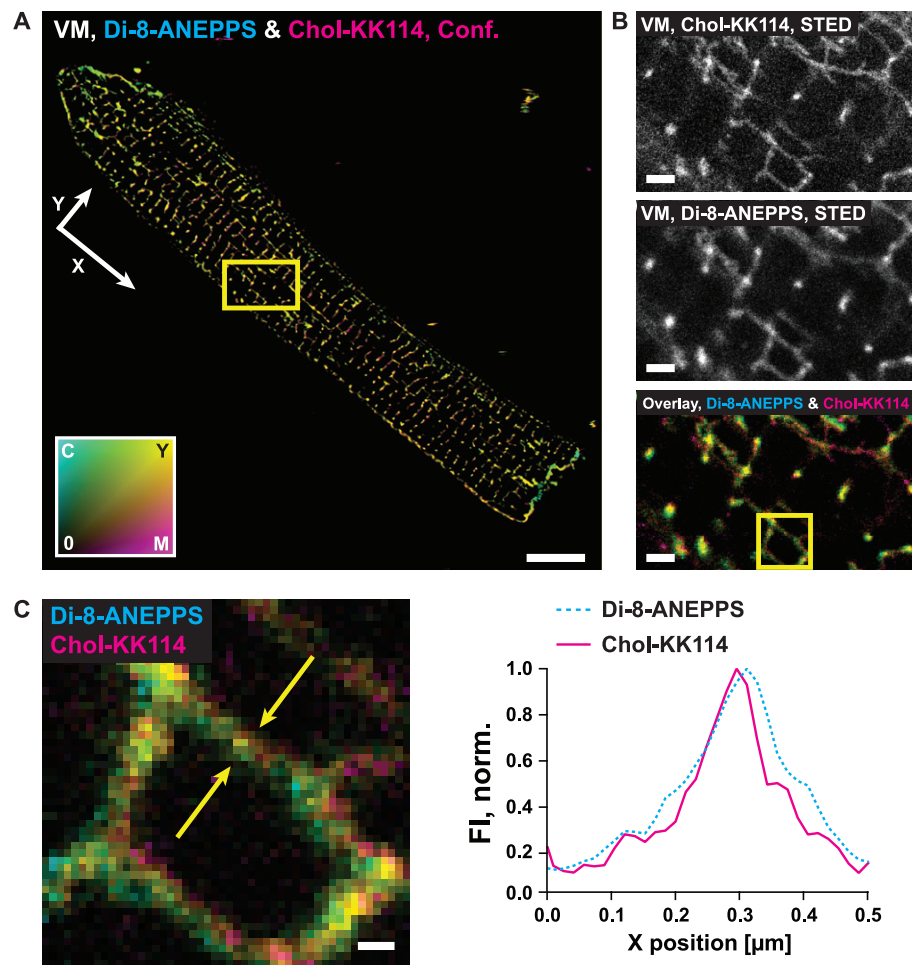 A
VM, Di-8-ANEPPS & Chol-KK114, Conf.
Y
X
C
Y
0
M
B
VM, Chol-KK114, STED
VM, Di-8-ANEPPS, STED
Overlay, Di-8-ANEPPS & Chol-KK114
C
Di-8-ANEPPS
Chol-KK114
Di-8-ANEPPS
Chol-KK114
FI, norm.
1.0
0.8
0.6
0.4
0.2
0.0
0.0
0.1
0.2
0.3
0.4
0.5
X position [µm]